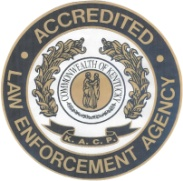 • ACCREDITED •
COMMONWEALTH OF KENTUCKY
K. A. C. P.
LAW ENFORCEMENT AGENCY